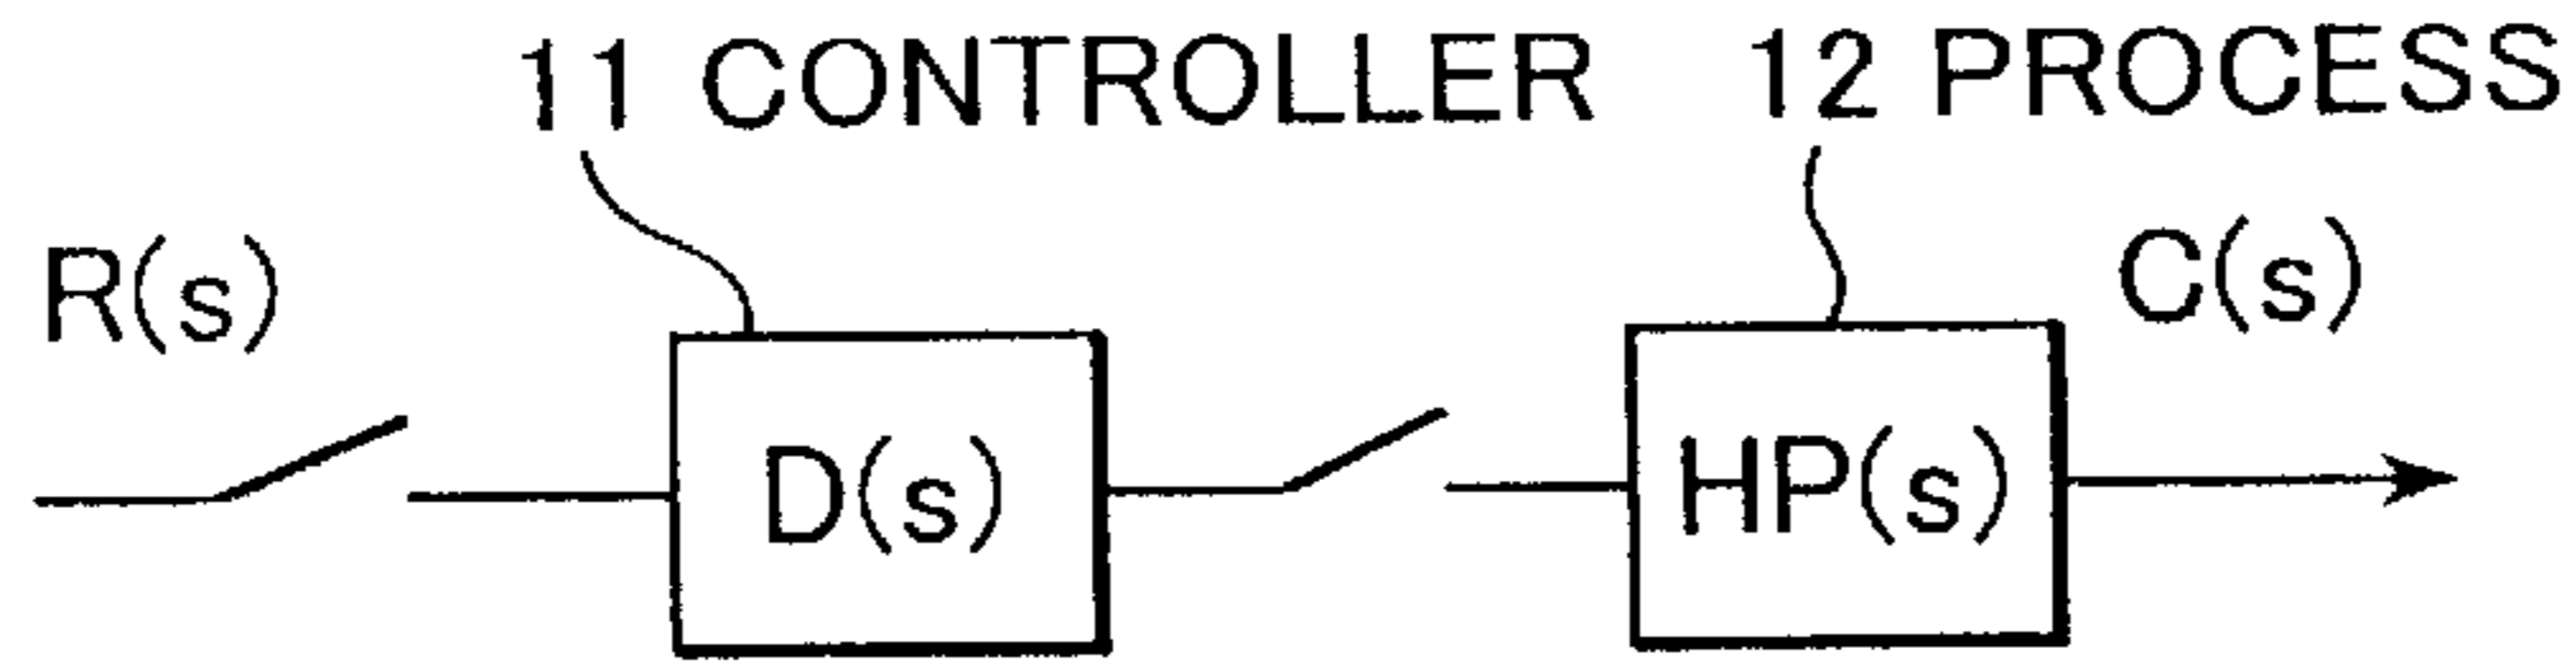 11 CONTROLLER 12 PROCESS
R(s) C(s)
D(s) HP(s)